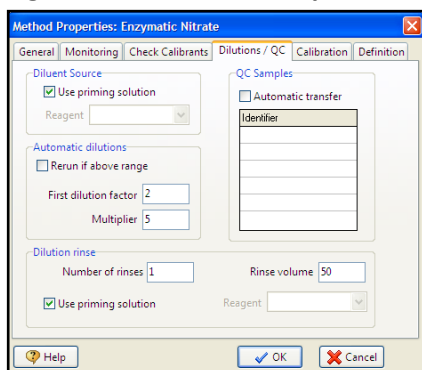 Method Properties: Enzymatic Nitrate
General Monitoring Check Calibrants Dilutions / QC Calibration Definition
Diluent Source
Use priming solution
Reagent
QC Samples
Automatic transfer
Identifier
Automatic dilutions
Rerun if above range
First dilution factor 2
Multiplier 5
Dilution rinse
Number of rinses 1 Rinse volume 50
Use priming solution Reagent
Help OK Cancel